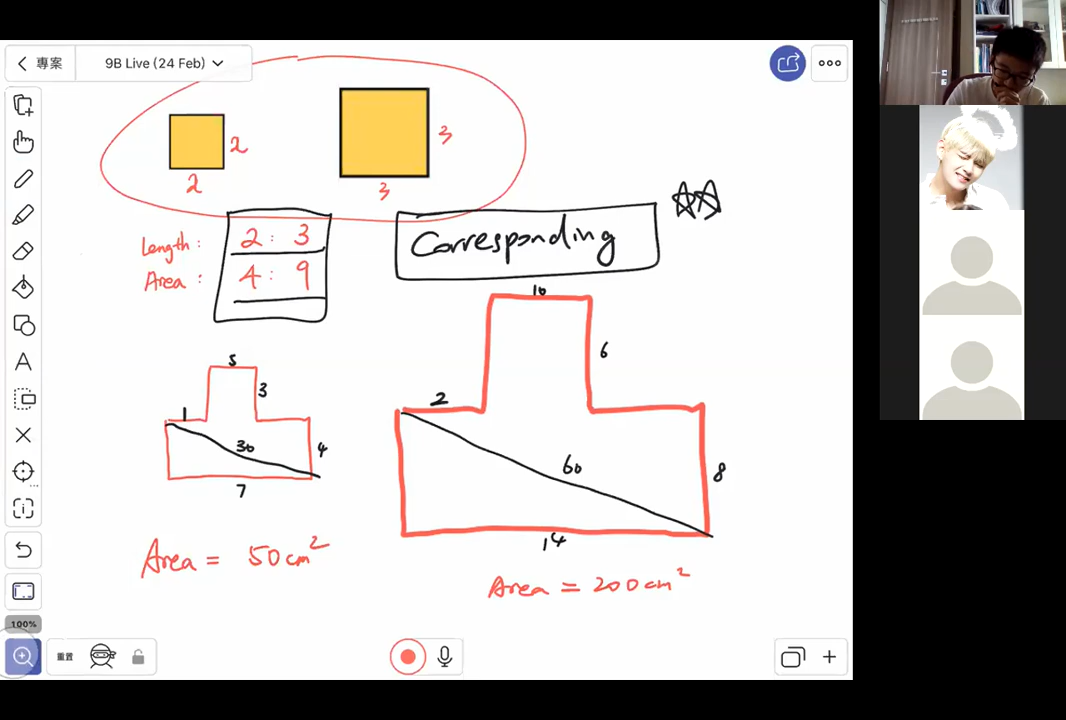 專案
9B Live (24 Feb)
2
2
3
3
Length: 2 : 3
Area: 4 : 9
Corresponding
5
3
1
30
4
7
Area = 50cm²
10
6
2
60
8
14
Area = 200cm²
A
100%
重置